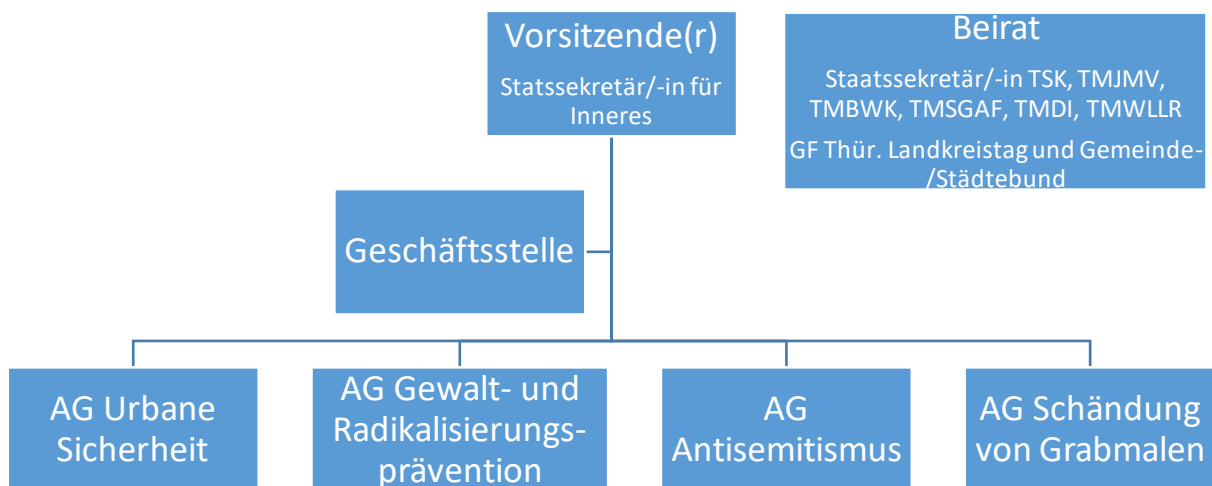 Vorsitzende(r)
Statssekretär/-in für
Inneres
Beirat
Staatssekretär/-in TSK, TMJMV,
TMBWK, TMSGAF, TMDI, TMWLLR
GF Thür. Landkreistag und Gemeinde-
/Städtebund
Geschäftsstelle
AG Urbane
Sicherheit
AG Gewalt- und
Radikalisierungs-
prävention
AG
Antisemitismus
AG Schändung
von Grabmalen